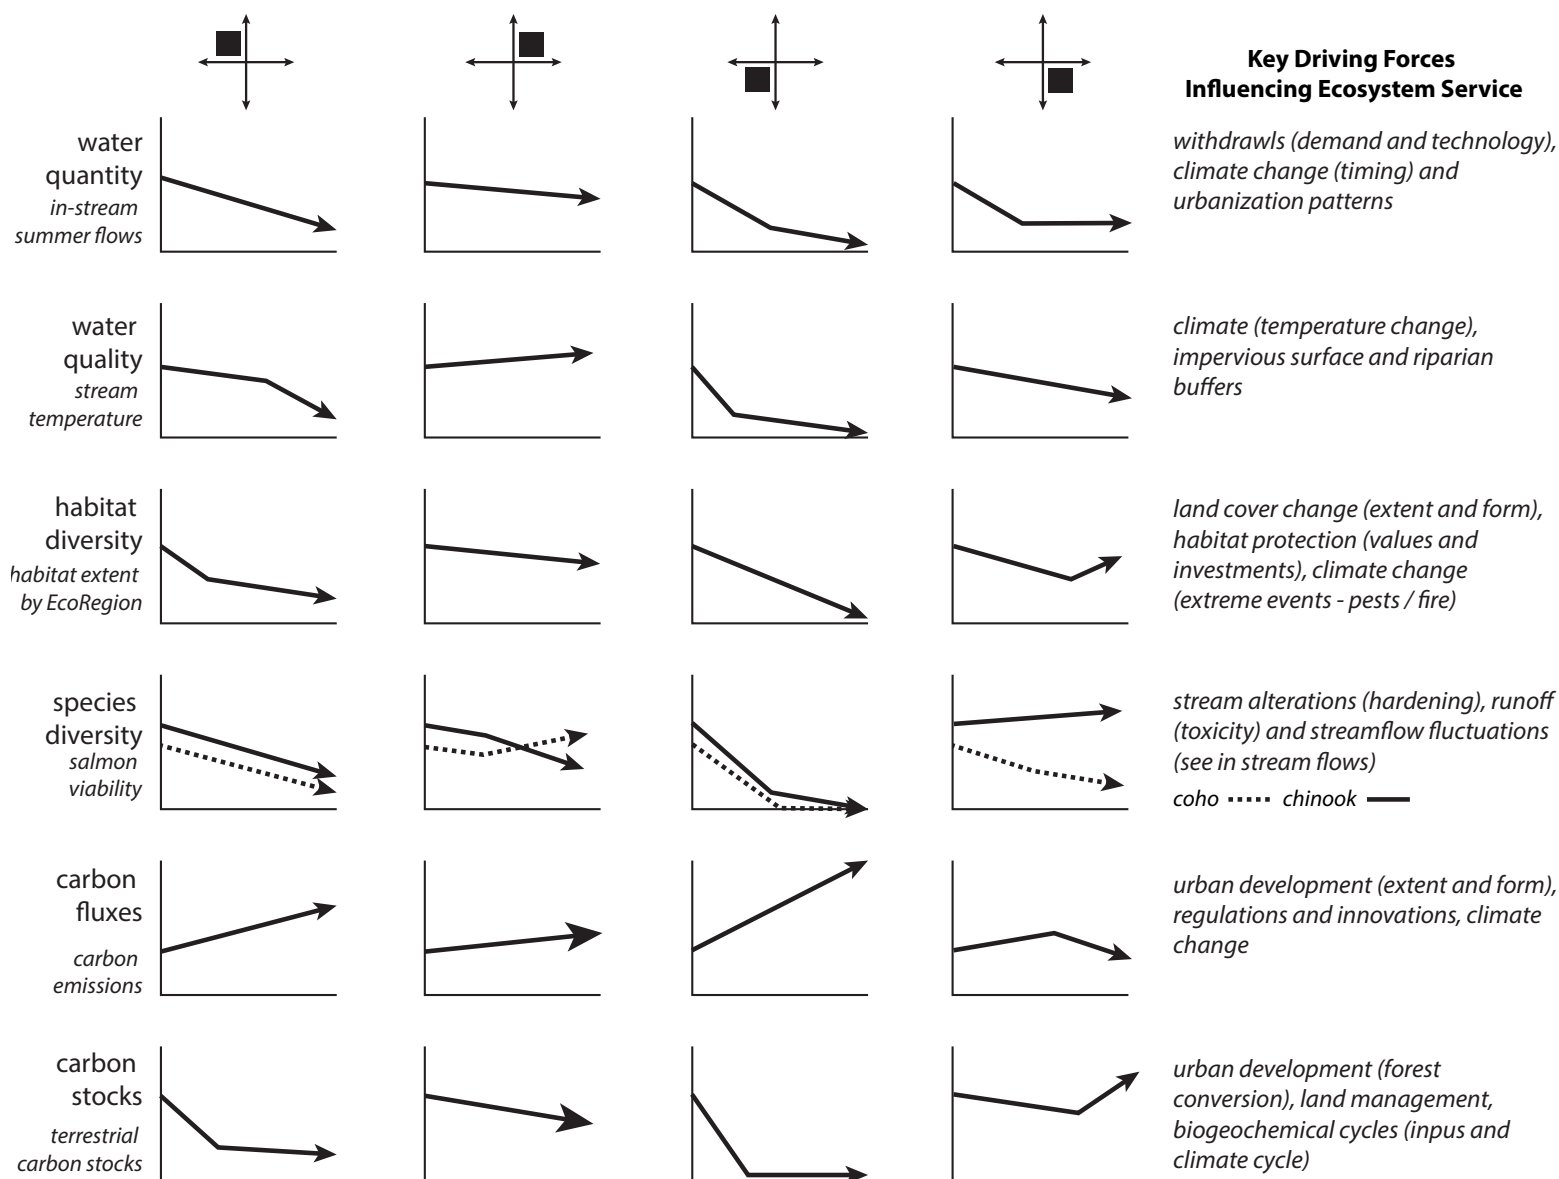 Key Driving Forces
Influencing Ecosystem Service
water
quantity
in-stream
summer flows
withdrawls (demand and technology),
climate change (timing) and
urbanization patterns
water
quality
stream
temperature
climate (temperature change),
impervious surface and riparian
buffers
habitat
diversity
habitat extent
by EcoRegion
land cover change (extent and form),
habitat protection (values and
investments), climate change
(extreme events - pests / fire)
species
diversity
salmon
viability
stream alterations (hardening), runoff
(toxicity) and streamflow fluctuations
(see in stream flows)
coho chinook
carbon
fluxes
carbon
emissions
urban development (extent and form),
regulations and innovations, climate
change
carbon
stocks
terrestrial
carbon stocks
urban development (forest
conversion), land management,
biogeochemical cycles (inpus and
climate cycle)